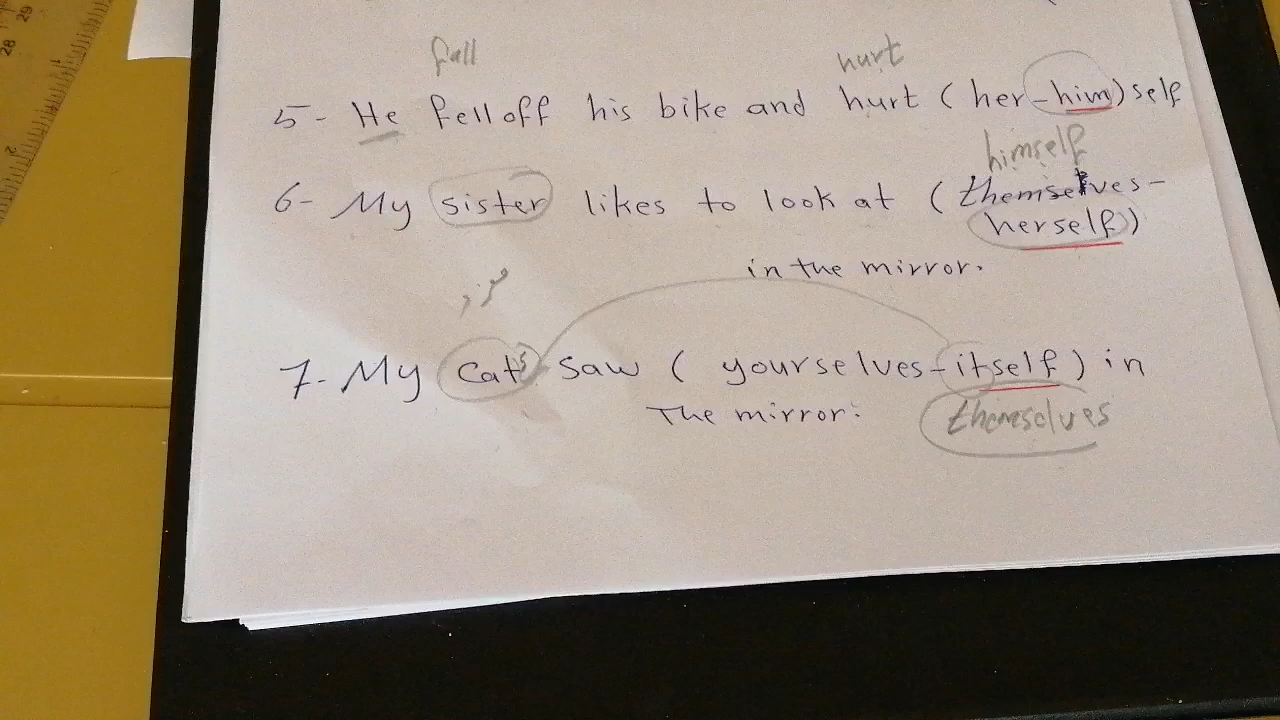 fall hurt
5- He fell off his bike and hurt (her-him)self
himself
6- My sister likes to look at (themselves-
herself)
in the mirror.
مفرد
7- My cats saw (yourselves-itself) in
The mirror:
themselves